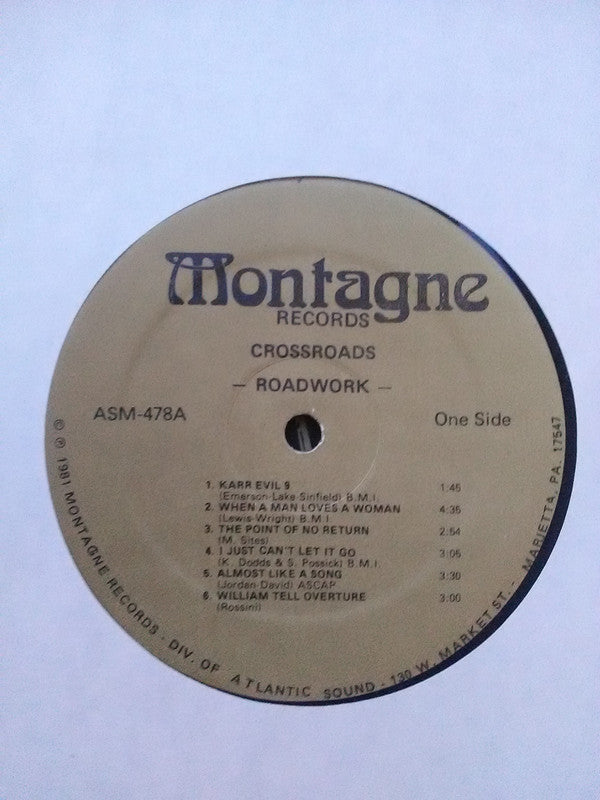 Montagne
RECORDS
CROSSROADS
— ROADWORK —
ASM-478A
One Side
1. KARR EVIL 9 1:45
(Emerson-Lake-Sinfield) B.M.I.
2. WHEN A MAN LOVES A WOMAN 4:35
(Lewis-Wright) B.M.I.
3. THE POINT OF NO RETURN 2:54
(M. Sites)
4. I JUST CAN'T LET IT GO 3:05
(K. Dodds & S. Possick) B.M.I.
5. ALMOST LIKE A SONG 3:30
(Jordan-David) ASCAP
6. WILLIAM TELL OVERTURE 3:00
(Rossini)
© ℗ 1981 MONTAGNE RECORDS · DIV. OF ATLANTIC SOUND · 130 W. MARKET ST. - MARIETTA, PA. 17547